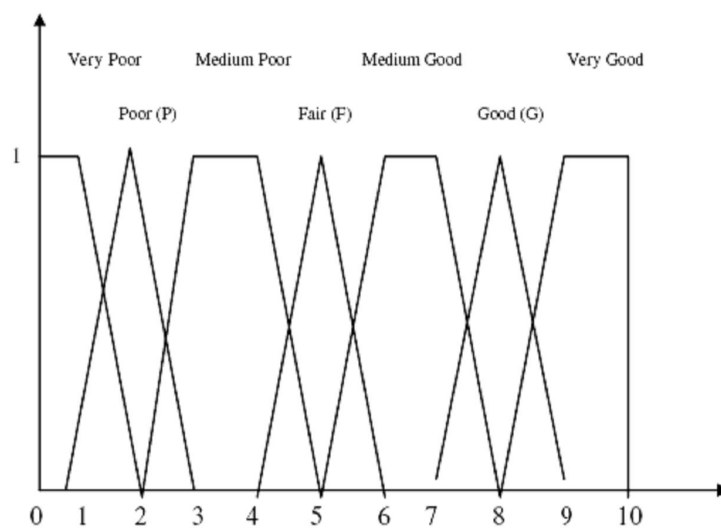 Very Poor Medium Poor Medium Good Very Good
Poor (P) Fair (F) Good (G)
1
0 1 2 3 4 5 6 7 8 9 10